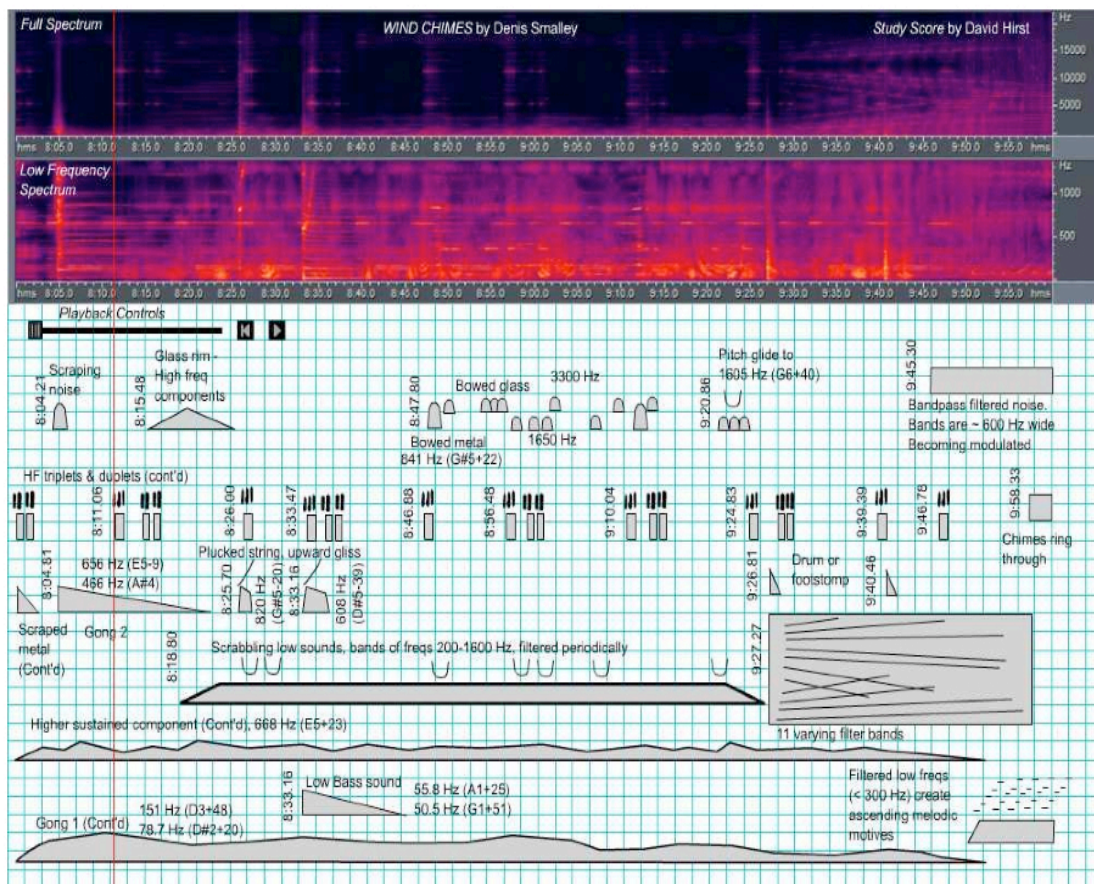 Full Spectrum
WIND CHIMES by Denis Smalley
Study Score by David Hirst
Hz
15000
10000
5000
hms 8:05.0 8:10.0 8:15.0 8:20.0 8:25.0 8:30.0 8:35.0 8:40.0 8:45.0 8:50.0 8:55.0 9:00.0 9:05.0 9:10.0 9:15.0 9:20.0 9:25.0 9:30.0 9:35.0 9:40.0 9:45.0 9:50.0 9:55.0 hms
Low Frequency
Spectrum
Hz
1000
500
hms 8:05.0 8:10.0 8:15.0 8:20.0 8:25.0 8:30.0 8:35.0 8:40.0 8:45.0 8:50.0 8:55.0 9:00.0 9:05.0 9:10.0 9:15.0 9:20.0 9:25.0 9:30.0 9:35.0 9:40.0 9:45.0 9:50.0 9:55.0 hms
Playback Controls
8:04.21
Scraping
noise
8:15.48
Glass rim -
High freq
components
8:47.80
Bowed glass
3300 Hz
Bowed metal
841 Hz (G#5+22)
1650 Hz
9:20.86
Pitch glide to
1605 Hz (G6+40)
9:45.30
Bandpass filtered noise.
Bands are ~ 600 Hz wide
Becoming modulated
HF triplets & duplets (cont'd)
8:11.06
8:26.00
8:33.47
8:46.88
8:56.48
9:10.04
9:24.83
9:39.39
9:46.78
9:58.33
Chimes ring
through
8:04.81
656 Hz (E5-9)
466 Hz (A#4)
Plucked string, upward gliss
8:25.70
820 Hz
(G#5-20)
8:33.16
608 Hz
(D#5-39)
9:26.81
Drum or
foolstomp
9:40.46
Scraped
metal
(Cont'd)
Gong 2
8:18.80
Scrabbling low sounds, bands of freqs 200-1600 Hz, filtered periodically
9:27.27
11 varying filter bands
Higher sustained component (Cont'd), 668 Hz (E5+23)
8:33.16
Low Bass sound
55.8 Hz (A1+25)
50.5 Hz (G1+51)
Filtered low freqs
(< 300 Hz) create
ascending melodic
motives
151 Hz (D3+48)
78.7 Hz (D#2+20)
Gong 1 (Cont'd)